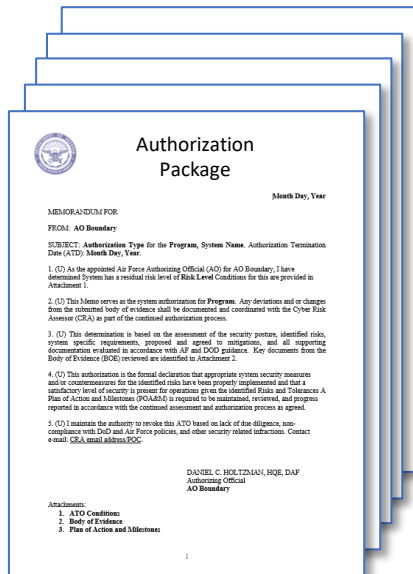 Authorization
Package
Month Day, Year
MEMORANDUM FOR
FROM: AO Boundary
SUBJECT: Authorization Type for the Program, System Name. Authorization Termination
Date (ATD): Month Day, Year.
1. (U) As the appointed Air Force Authorizing Official (AO) for AO Boundary, I have
determined System has a residual risk level of Risk Level Conditions for this are provided in
Attachment 1.
2. (U) This Memo serves as the system authorization for Program. Any deviations and or changes
from the submitted body of evidence shall be documented and coordinated with the Cyber Risk
Assessor (CRA) as part of the continued authorization process.
3. (U) This determination is based on the assessment of the security posture, identified risks,
system specific requirements, proposed and agreed to mitigations, and all supporting
documentation evaluated in accordance with AF and DOD guidance. Key documents from the
Body of Evidence (BOE) reviewed are identified in Attachment 2.
4. (U) This authorization is the formal declaration that appropriate system security measures
and/or countermeasures for the identified risks have been properly implemented and that a
satisfactory level of security is present for operations given the identified Risks and Tolerances A
Plan of Action and Milestones (POA&M) is required to be maintained, reviewed, and progress
reported in accordance with the continued assessment and authorization process as agreed.
5. (U) I maintain the authority to revoke this ATO based on lack of due diligence, non-
compliance with DoD and Air Force policies, and other security related infractions. Contact
e-mail: CRA email address/POC.
DANIEL C. HOLTZMAN, HQE, DAF
Authorizing Official
AO Boundary
Attachments:
1. ATO Conditions
2. Body of Evidence
3. Plan of Action and Milestones
1